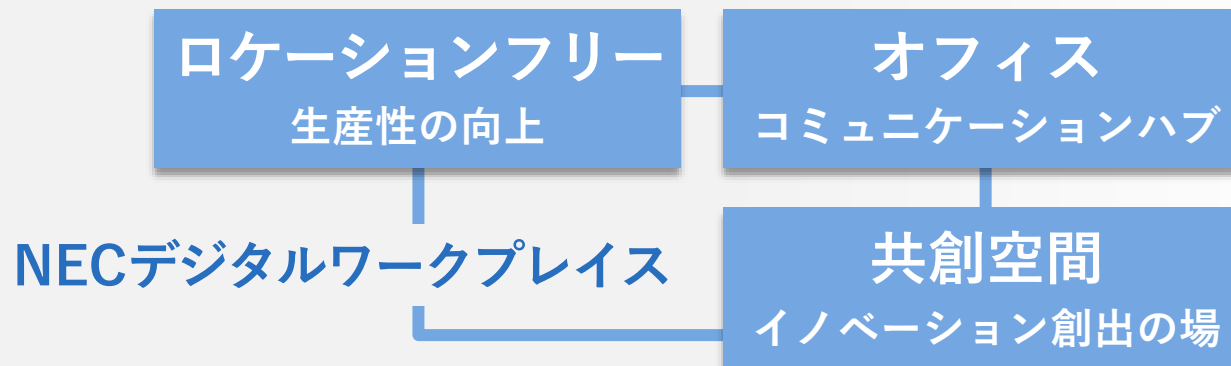 ロケーションフリー
生産性の向上
オフィス
コミュニケーションハブ
NECデジタルワークプレイス
共創空間
イノベーション創出の場